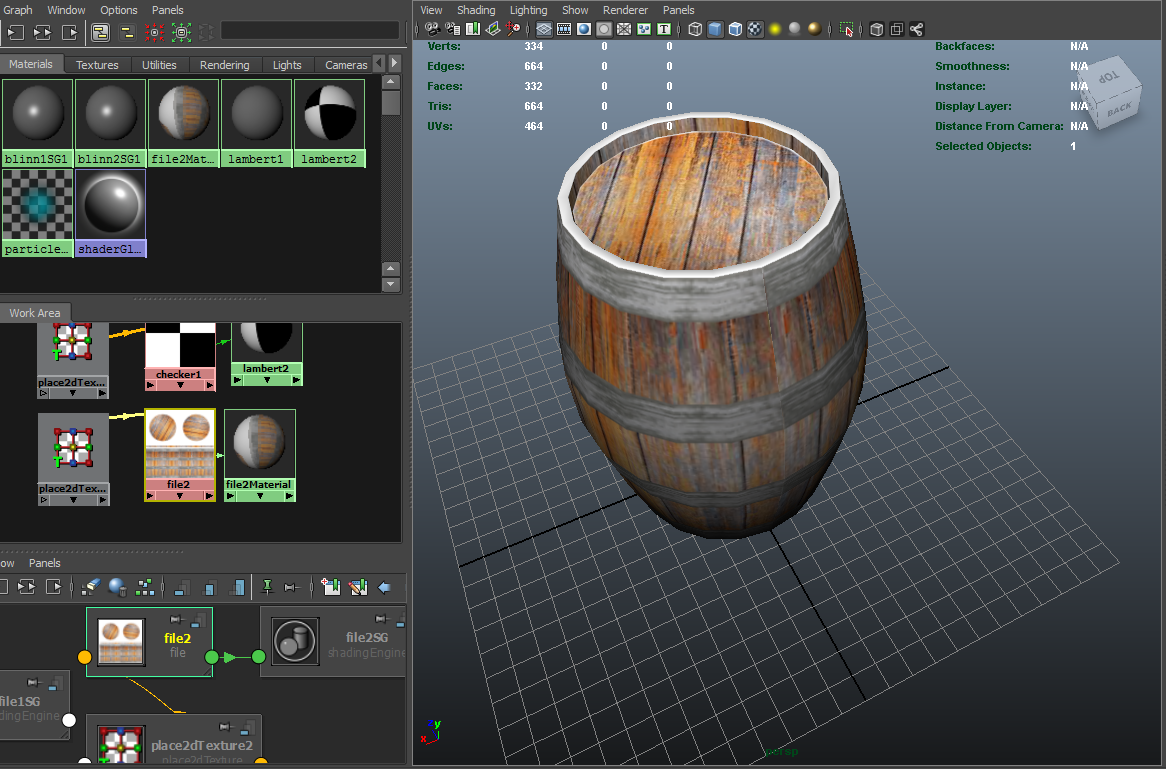 Graph Window Options Panels
Materials Textures Utilities Rendering Lights Cameras
blinn1SG1 blinn2SG1 file2Mat... lambert1 lambert2
particle... shaderGl...
Work Area
place2dTex... checker1 lambert2
place2dTex... file2 file2Material
ow Panels
file2
file
file2SG
shadingEngine
file1SG
dingEngine
place2dTexture2
place2dTexture
View Shading Lighting Show Renderer Panels
T
Verts: 334 0 0
Edges: 664 0 0
Faces: 332 0 0
Tris: 664 0 0
UVs: 464 0 0
Backfaces: N/A
Smoothness: N/A
Instance: N/A
Display Layer: N/A
Distance From Camera: N/A
Selected Objects: 1
TOP
BACK
z y
x
persp